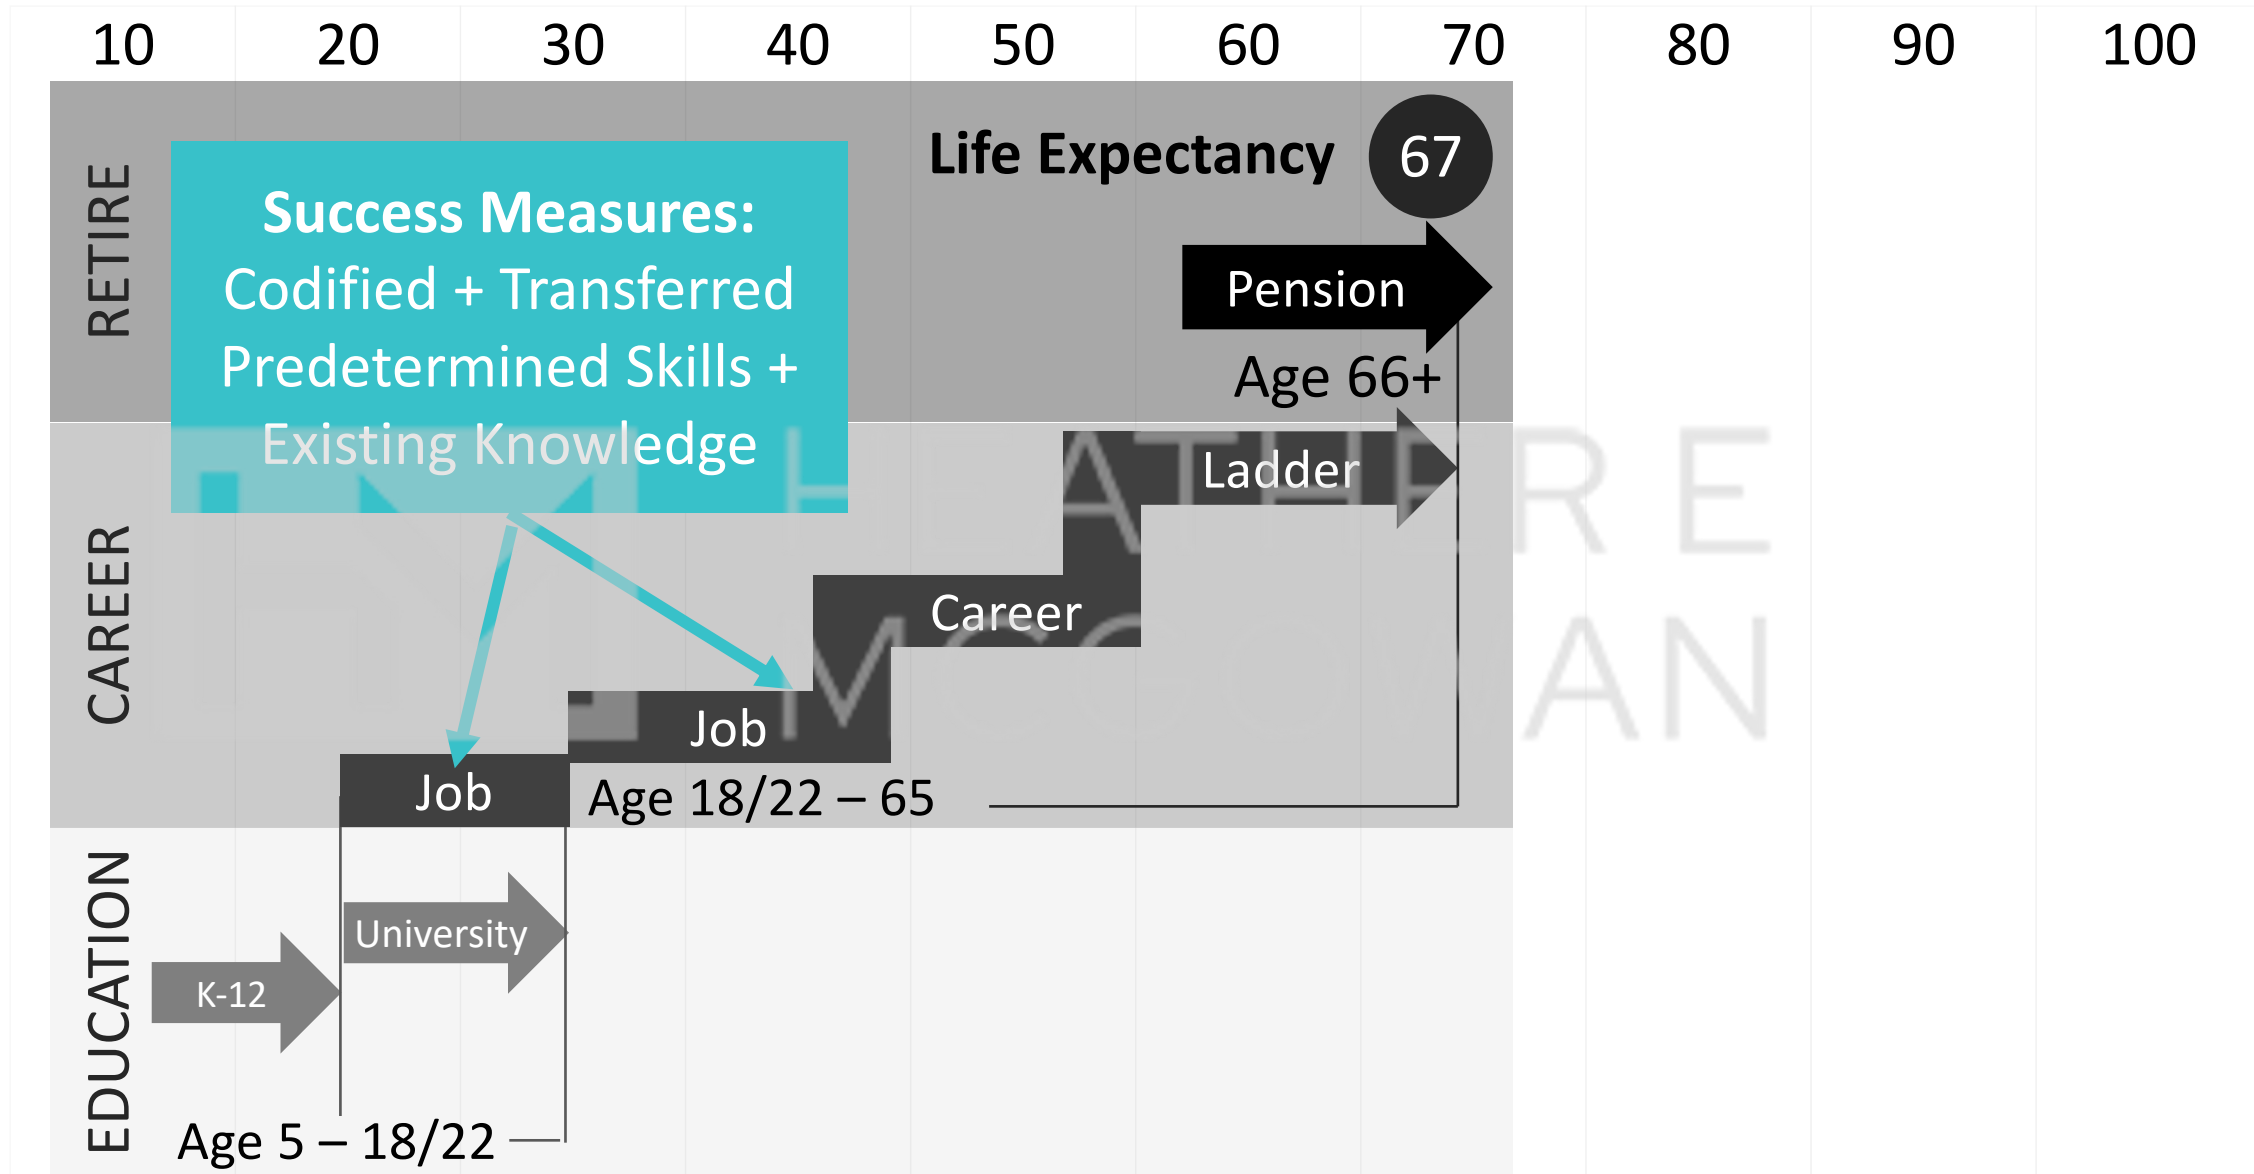 10 20 30 40 50 60 70 80 90 100
RETIRE
Success Measures:
Codified + Transferred
Predetermined Skills +
Existing Knowledge
Life Expectancy 67
Pension
Age 66+
CAREER
Ladder
Career
Job
Job
Age 18/22 – 65
EDUCATION
University
K-12
Age 5 – 18/22
HEATHER E
MCGOWAN